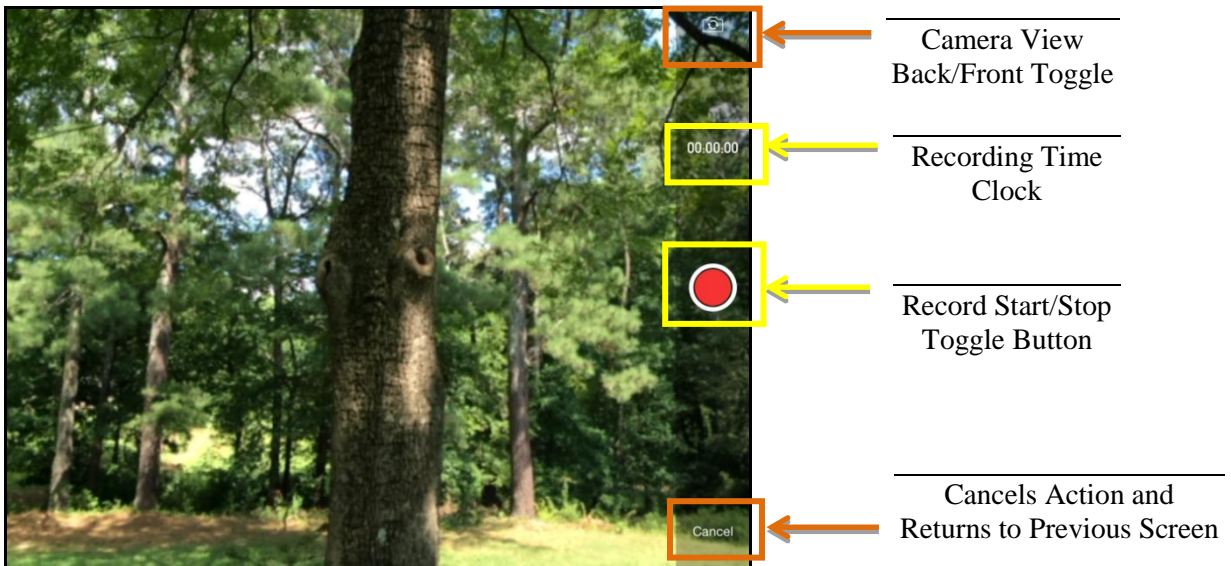 Camera View
Back/Front Toggle
00:00:00
Recording Time
Clock
Record Start/Stop
Toggle Button
Cancel
Cancels Action and
Returns to Previous Screen